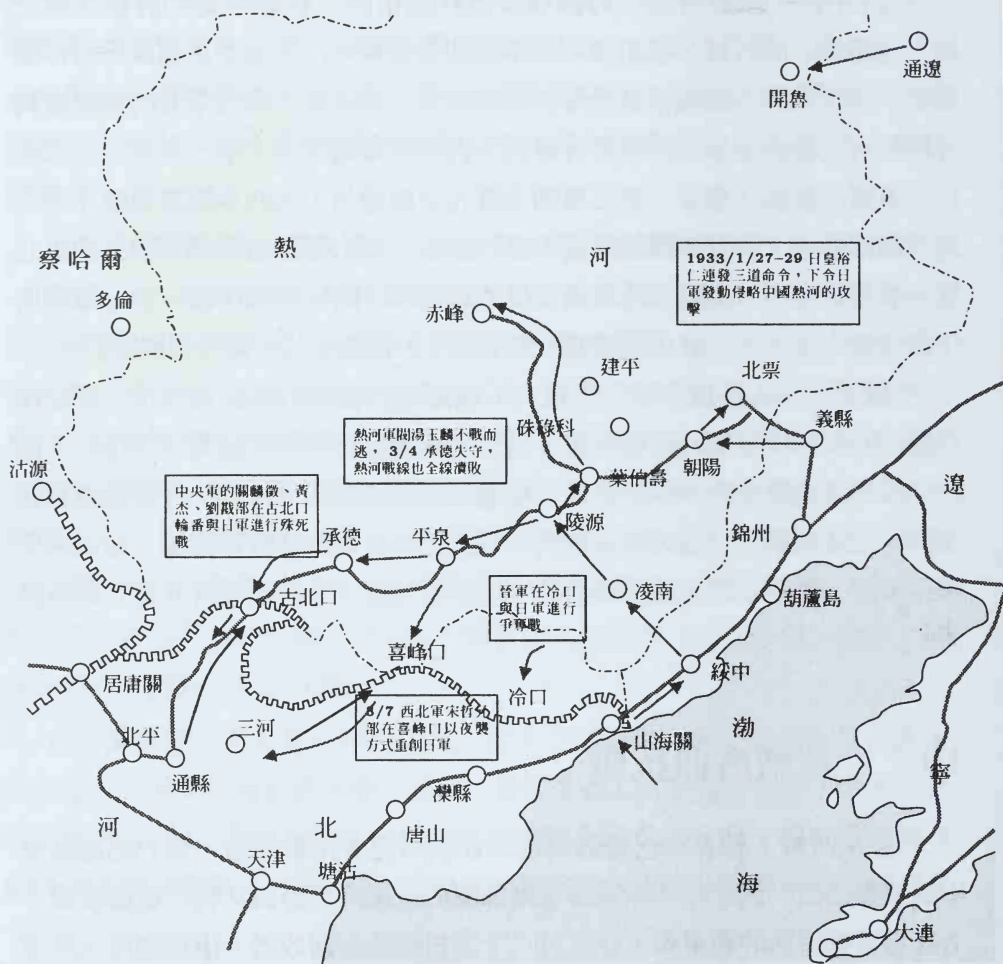 通遼
開魯
熱
河
察哈爾
多倫
1933/1/27-29 日皇裕
仁連發三道命令，下令日
軍發動侵略中國熱河的攻
擊
赤峰
建平
北票
硃碌科
義縣
朝陽
熱河軍閥湯玉麟不戰而
逃，3/4 承德失守，
熱河戰線也全線潰敗
葉伯壽
遼
沽源
中央軍的關麟徵、黃
杰、劉戡部在古北口
輪番與日軍進行殊死
戰
陵源
錦州
承德
平泉
凌南
葫蘆島
古北口
晉軍在冷口
與日軍進行
爭奪戰
喜峰口
綏中
居庸關
冷口
3/7 西北軍宋哲元
部在喜峰口以夜襲
方式重創日軍
渤
三河
山海關
北平
寧
通縣
灤縣
河
北
唐山
天津
塘沽
海
大連